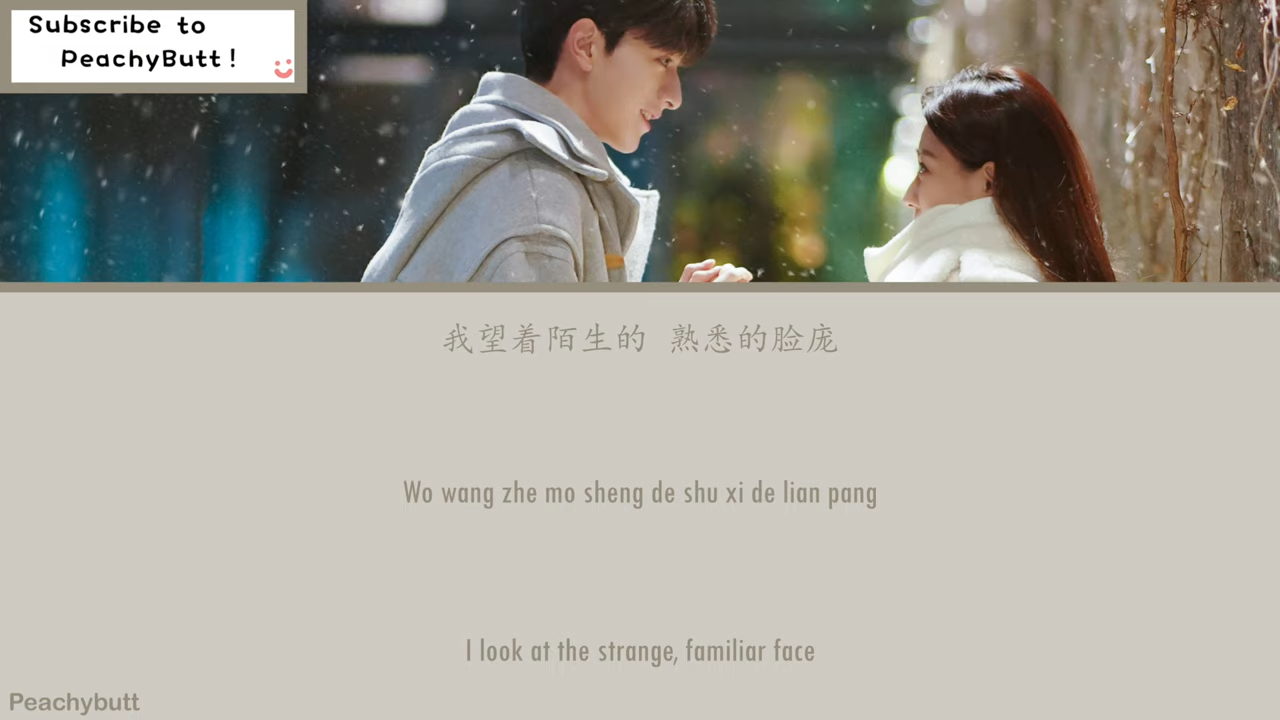 Subscribe to
PeachyButt!
我望着陌生的 熟悉的脸庞
Wo wang zhe mo sheng de shu xi de lian pang
I look at the strange, familiar face
Peachybutt